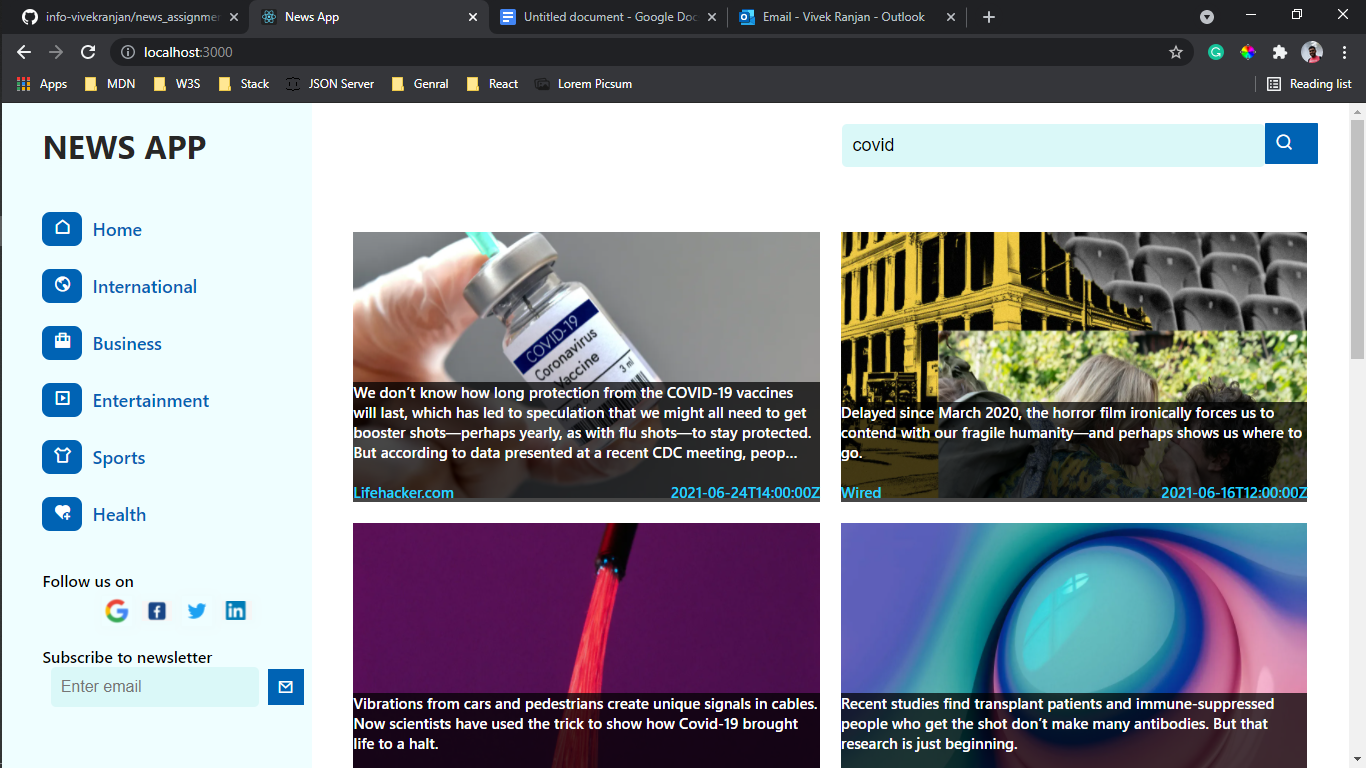 info-vivekranjan/news_assignmen
News App
Untitled document - Google Doc
Email - Vivek Ranjan - Outlook
localhost:3000
Apps
MDN
W3S
Stack
JSON Server
Genral
React
Lorem Picsum
Reading list
NEWS APP
covid
Home
International
Business
Entertainment
Sports
Health
Follow us on
Subscribe to newsletter
Enter email
COVID-19
Coronavirus
Vaccine
3 ml
We don’t know how long protection from the COVID-19 vaccines
will last, which has led to speculation that we might all need to get
booster shots—perhaps yearly, as with flu shots—to stay protected.
But according to data presented at a recent CDC meeting, peop...
Lifehacker.com
2021-06-24T14:00:00Z
Delayed since March 2020, the horror film ironically forces us to
contend with our fragile humanity—and perhaps shows us where to
go.
Wired
2021-06-16T12:00:00Z
Vibrations from cars and pedestrians create unique signals in cables.
Now scientists have used the trick to show how Covid-19 brought
life to a halt.
Recent studies find transplant patients and immune-suppressed
people who get the shot don’t make many antibodies. But that
research is just beginning.